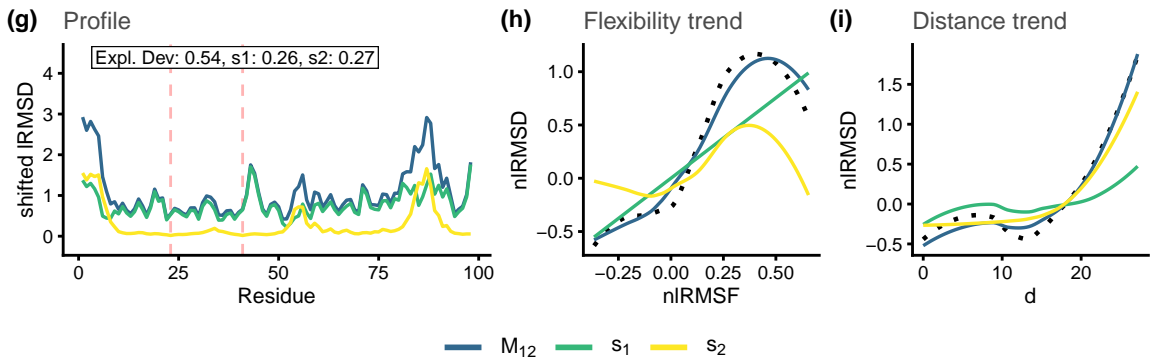 (g) Profile
Expl. Dev: 0.54, s1: 0.26, s2: 0.27
shifted lRMSD
4
3
2
1
0
0 25 50 75 100
Residue
(h) Flexibility trend
nlRMSD
1.0
0.5
0.0
−0.5
−0.25 0.00 0.25 0.50
nlRMSF
(i) Distance trend
nlRMSD
1.5
1.0
0.5
0.0
−0.5
0 10 20
d
M12 s1 s2